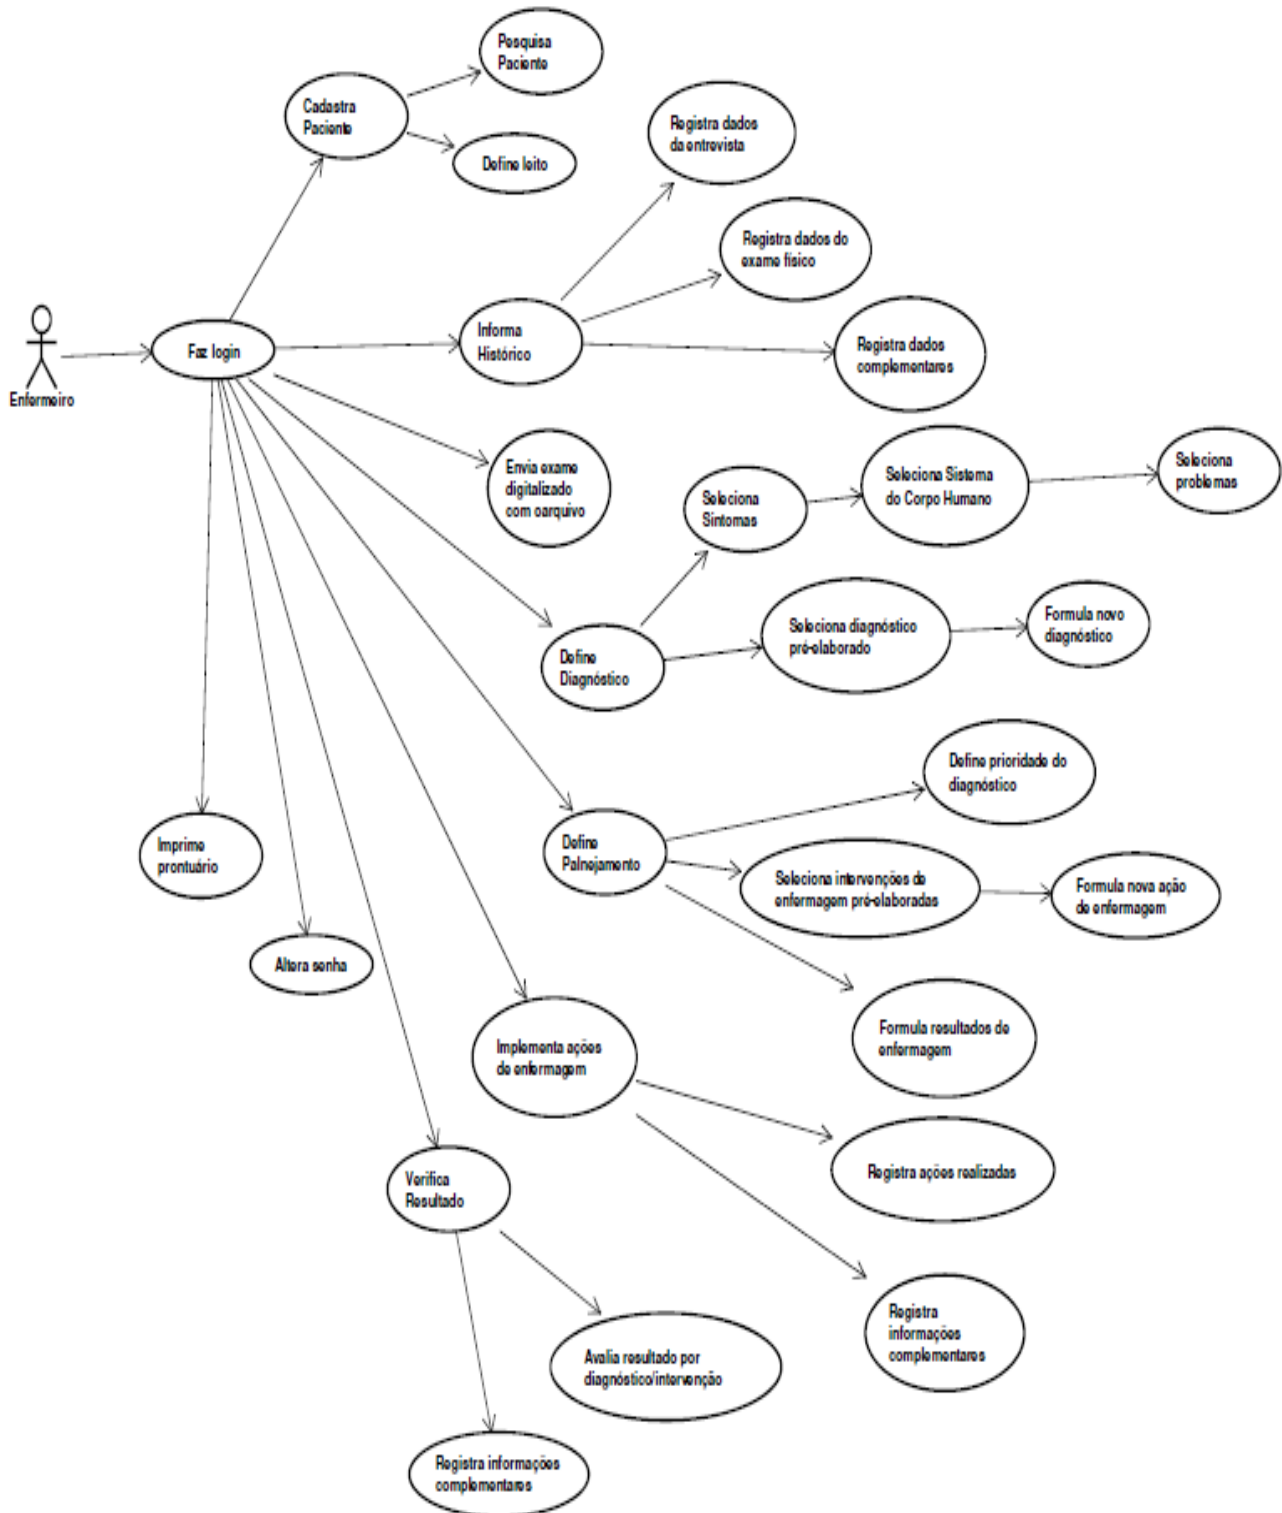 Pesquisa
Paciente
Cadastra
Paciente
Define leito
Registra dados
da entrevista
Registra dados do
exame físico
Enfermeiro
Faz login
Informa
Histórico
Registra dados
complementares
Envia exame
digitalizado
com oarquivo
Seleciona
Sintomas
Seleciona Sistema
do Corpo Humano
Seleciona
problemas
Define
Diagnóstico
Seleciona diagnóstico
pré-elaborado
Formula novo
diagnóstico
Define prioridade do
diagnóstico
Imprime
prontuário
Define
Palnejamento
Seleciona intervenções de
enfermagem pré-elaboradas
Formula nova ação
de enfermagem
Altera senha
Formula resultados de
enfermagem
Implementa ações
de enfermagem
Registra ações realizadas
Verifica
Resultado
Registra
informações
complementares
Avalia resultado por
diagnóstico/intervenção
Registra informações
complementares